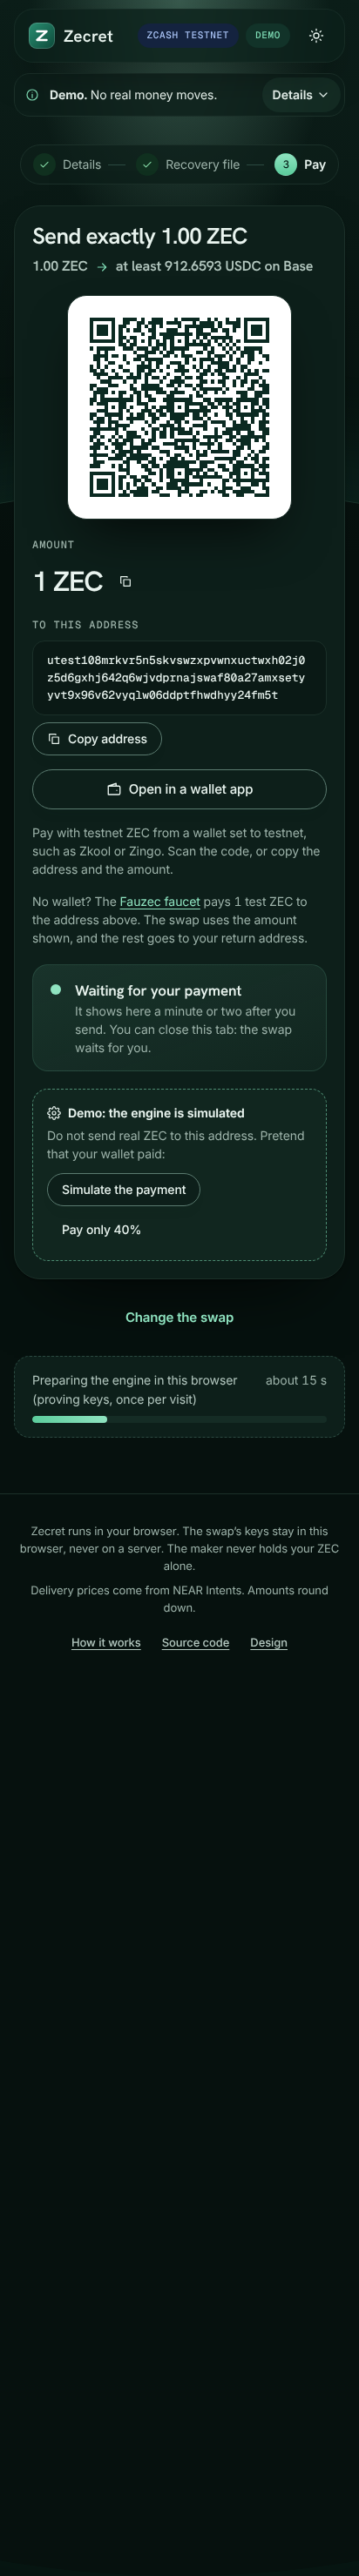 Z Zecret ZCASH TESTNET DEMO
Demo. No real money moves. Details
Details Recovery file 3 Pay
Send exactly 1.00 ZEC
1.00 ZEC → at least 912.6593 USDC on Base
AMOUNT
1 ZEC
TO THIS ADDRESS
utest108mrkvr5n5skvswzxpvwnxuctwxh02j0
z5d6gxhj642q6wjvdprnajswaf80a27amxsety
yvt9x96v62vyqlw06ddptfhwdhyy24fm5t
Copy address
Open in a wallet app
Pay with testnet ZEC from a wallet set to testnet,
such as Zkool or Zingo. Scan the code, or copy the
address and the amount.
No wallet? The Fauzec faucet pays 1 test ZEC to
the address above. The swap uses the amount
shown, and the rest goes to your return address.
Waiting for your payment
It shows here a minute or two after you
send. You can close this tab: the swap
waits for you.
Demo: the engine is simulated
Do not send real ZEC to this address. Pretend
that your wallet paid:
Simulate the payment
Pay only 40%
Change the swap
Preparing the engine in this browser about 15 s
(proving keys, once per visit)
Zecret runs in your browser. The swap's keys stay in this
browser, never on a server. The maker never holds your ZEC
alone.
Delivery prices come from NEAR Intents. Amounts round
down.
How it works Source code Design